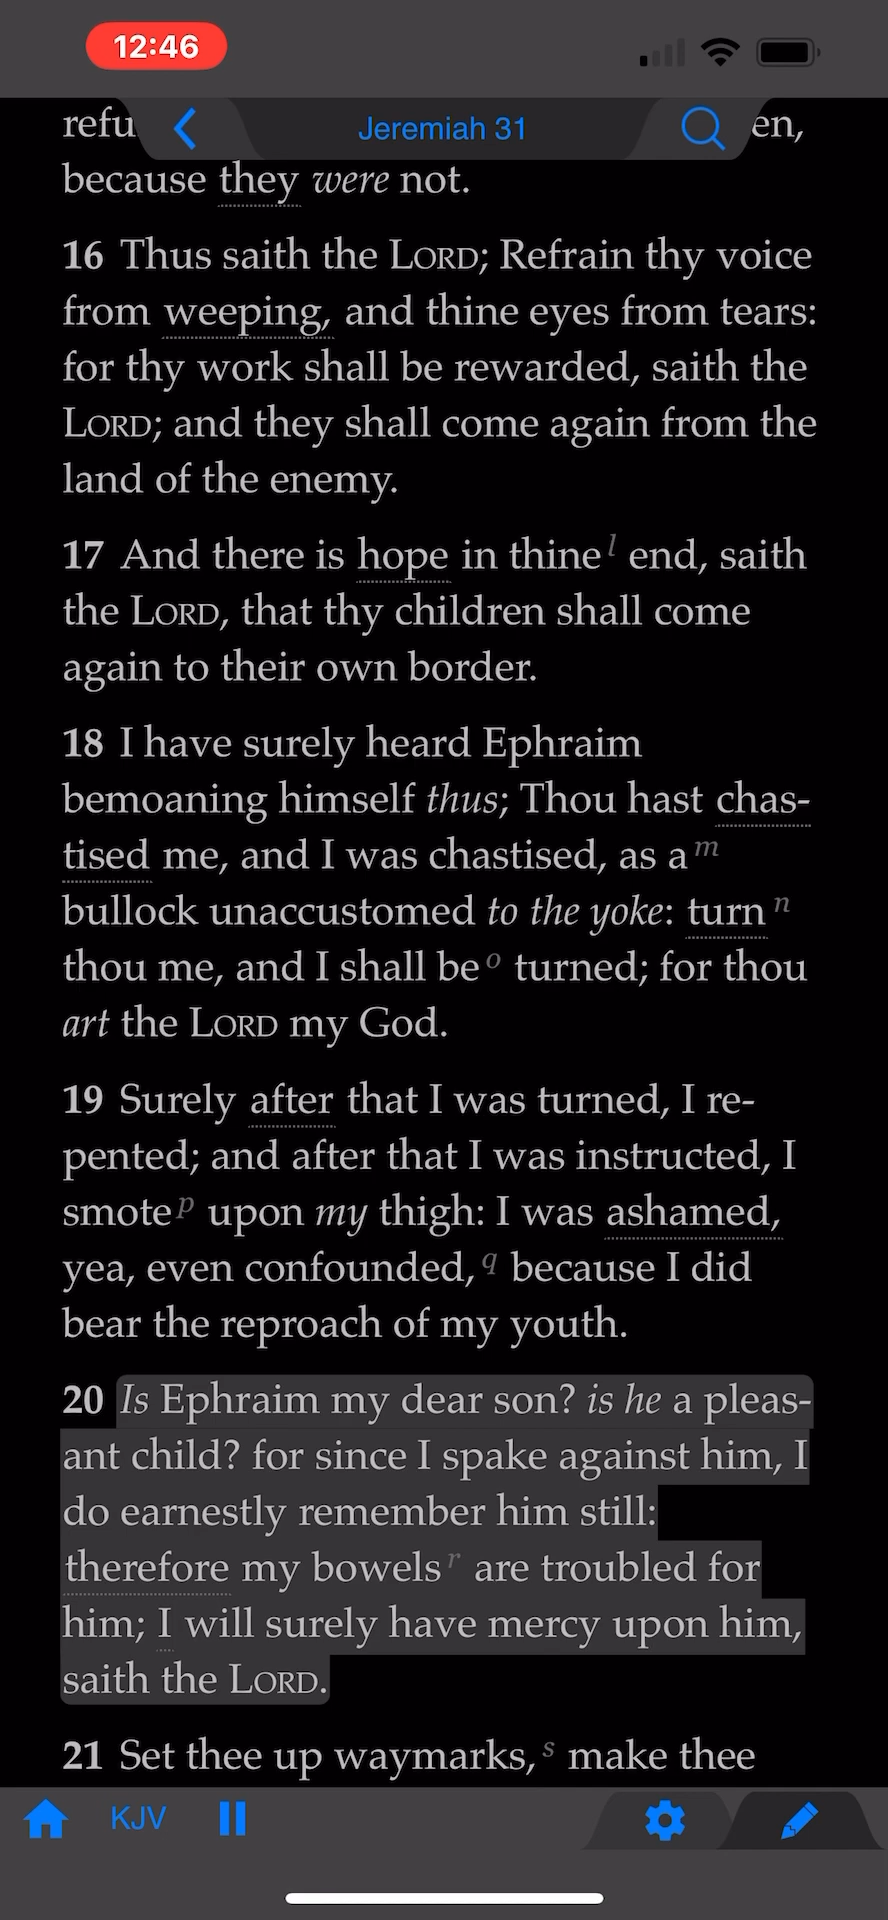 12:46
Jeremiah 31
refu en,
because they were not.
16 Thus saith the LORD; Refrain thy voice
from weeping, and thine eyes from tears:
for thy work shall be rewarded, saith the
LORD; and they shall come again from the
land of the enemy.
17 And there is hope in thine l end, saith
the LORD, that thy children shall come
again to their own border.
18 I have surely heard Ephraim
bemoaning himself thus; Thou hast chas-
tised me, and I was chastised, as a m
bullock unaccustomed to the yoke: turn n
thou me, and I shall be o turned; for thou
art the LORD my God.
19 Surely after that I was turned, I re-
pented; and after that I was instructed, I
smote p upon my thigh: I was ashamed,
yea, even confounded, q because I did
bear the reproach of my youth.
20 Is Ephraim my dear son? is he a pleas-
ant child? for since I spake against him, I
do earnestly remember him still:
therefore my bowels r are troubled for
him; I will surely have mercy upon him,
saith the LORD.
21 Set thee up waymarks, s make thee
KJV